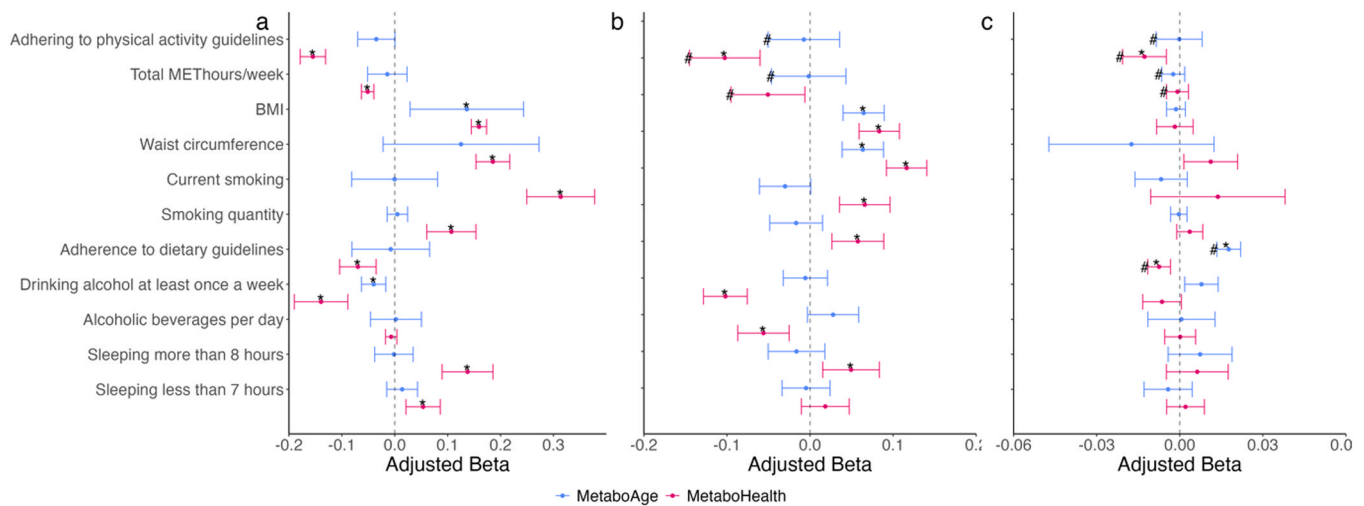 a
b
c
Adhering to physical activity guidelines
Total METhours/week
BMI
Waist circumference
Current smoking
Smoking quantity
Adherence to dietary guidelines
Drinking alcohol at least once a week
Alcoholic beverages per day
Sleeping more than 8 hours
Sleeping less than 7 hours
-0.2 -0.1 0.0 0.1 0.2 0.3
-0.2 -0.1 0.0 0.1
-0.06 -0.03 0.00 0.03 0.0
Adjusted Beta
Adjusted Beta
Adjusted Beta
MetaboAge MetaboHealth